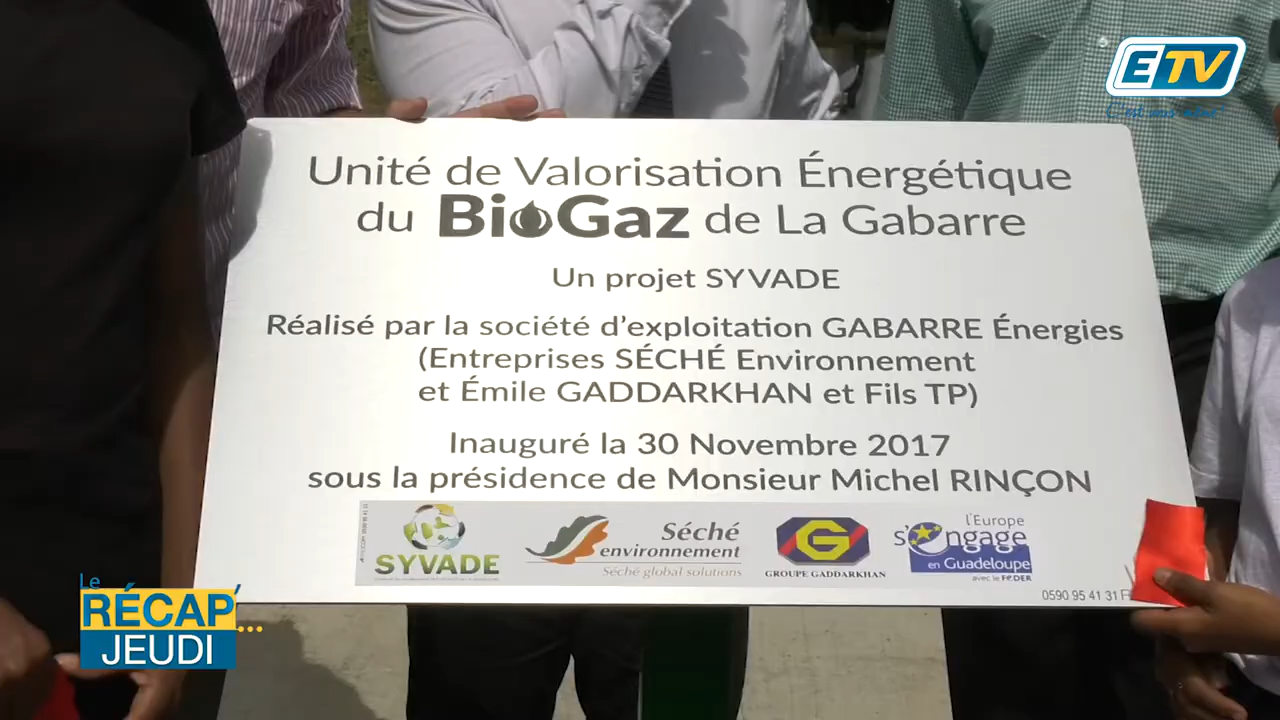 ETV
Unité de Valorisation Énergétique
du BioGaz de La Gabarre
Un projet SYVADE
Réalisé par la société d'exploitation GABARRE Énergies
(Entreprises SÉCHÉ Environnement
et Émile GADDARKHAN et Fils TP)
Inauguré la 30 Novembre 2017
sous la présidence de Monsieur Michel RINÇON
SYVADE
Séché
environnement
Séché global solutions
G
GROUPE GADDARKHAN
l'Europe
s'engage
en Guadeloupe
avec le FEDER
0590 95 41 31
Le
RÉCAP'
JEUDI...